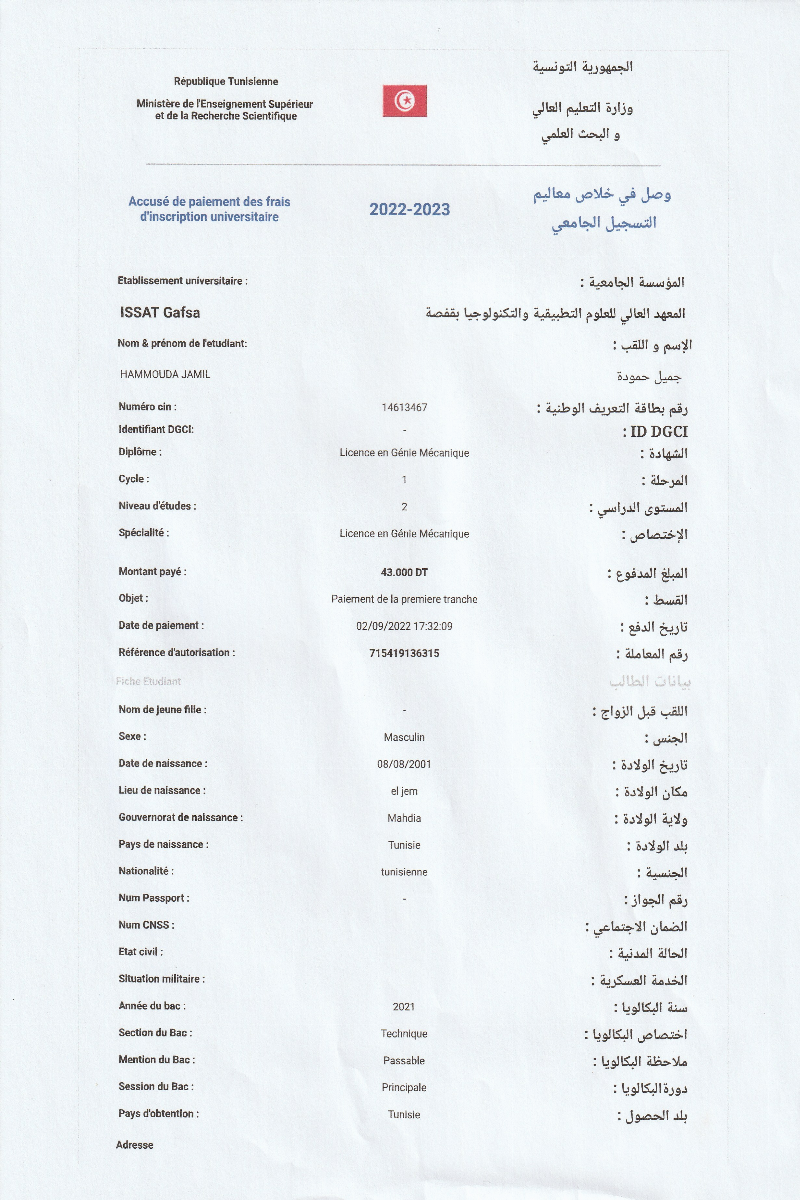 République Tunisienne
Ministère de l'Enseignement Supérieur
et de la Recherche Scientifique
الجمهورية التونسية
وزارة التعليم العالي
و البحث العلمي
Accusé de paiement des frais
d'inscription universitaire
2022-2023
وصل في خلاص معاليم
التسجيل الجامعي
Etablissement universitaire : المؤسسة الجامعية :
ISSAT Gafsa المعهد العالي للعلوم التطبيقية والتكنولوجيا بقفصة
Nom & prénom de l'etudiant: الإسم و اللقب :
HAMMOUDA JAMIL جميل حمودة
Numéro cin : 14613467 رقم بطاقة التعريف الوطنية :
Identifiant DGCI: - ID DGCI :
Diplôme : Licence en Génie Mécanique الشهادة :
Cycle : 1 المرحلة :
Niveau d'études : 2 المستوى الدراسي :
Spécialité : Licence en Génie Mécanique الإختصاص :
Montant payé : 43.000 DT المبلغ المدفوع :
Objet : Paiement de la premiere tranche القسط :
Date de paiement : 02/09/2022 17:32:09 تاريخ الدفع :
Référence d'autorisation : 715419136315 رقم المعاملة :
Fiche Etudiant بيانات الطالب
Nom de jeune fille : - اللقب قبل الزواج :
Sexe : Masculin الجنس :
Date de naissance : 08/08/2001 تاريخ الولادة :
Lieu de naissance : el jem مكان الولادة :
Gouvernorat de naissance : Mahdia ولاية الولادة :
Pays de naissance : Tunisie بلد الولادة :
Nationalité : tunisienne الجنسية :
Num Passport : - رقم الجواز :
Num CNSS : الضمان الاجتماعي :
Etat civil : الحالة المدنية :
Situation militaire : الخدمة العسكرية :
Année du bac : 2021 سنة البكالويا :
Section du Bac : Technique اختصاص البكالويا :
Mention du Bac : Passable ملاحظة البكالويا :
Session du Bac : Principale دورة البكالويا :
Pays d'obtention : Tunisie بلد الحصول :
Adresse